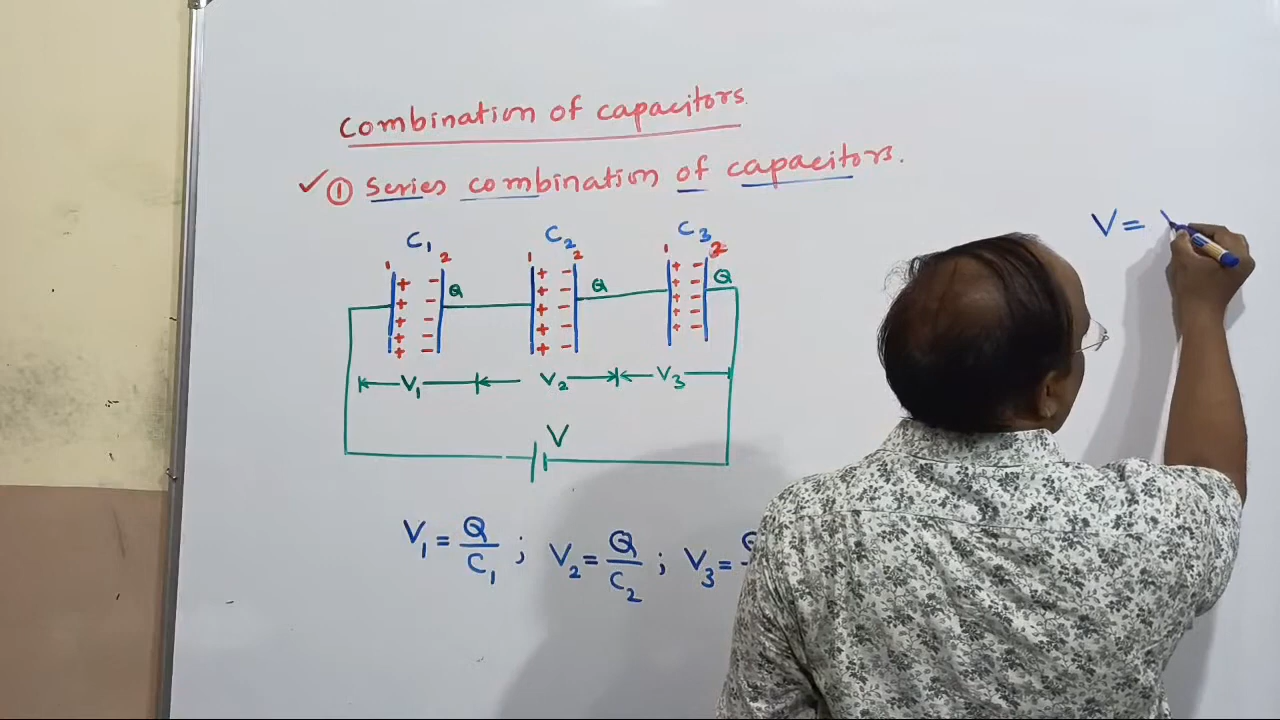 Combination of capacitors.
✓ ① Series combination of capacitors.
C₁ C₂ C₃
1 2 1 2 1 2
+ − + − + −
+ − Q + − Q + − Q
+ − + − + −
+ − + − + −
+ − + − + −
V₁ V₂ V₃
V
V₁ = Q/C₁ ; V₂ = Q/C₂ ; V₃ =
V =